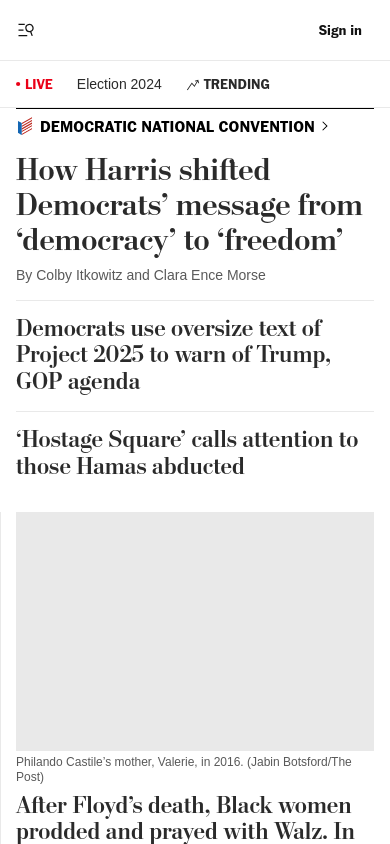 Sign in
LIVE
Election 2024
TRENDING
DEMOCRATIC NATIONAL CONVENTION
How Harris shifted
Democrats’ message from
‘democracy’ to ‘freedom’
By Colby Itkowitz and Clara Ence Morse
Democrats use oversize text of
Project 2025 to warn of Trump,
GOP agenda
‘Hostage Square’ calls attention to
those Hamas abducted
Philando Castile’s mother, Valerie, in 2016. (Jabin Botsford/The
Post)
After Floyd’s death, Black women
prodded and prayed with Walz. In